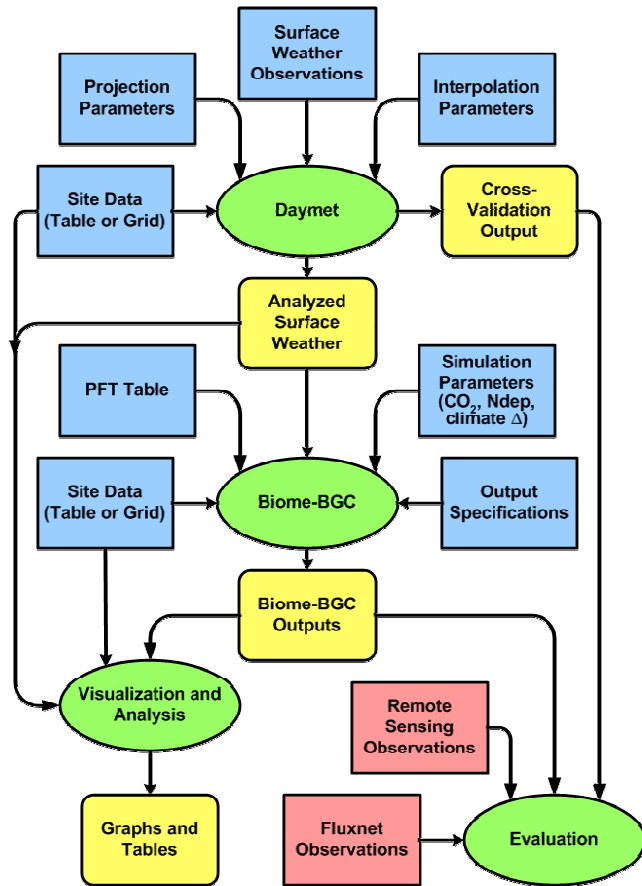 Surface
Weather
Observations
Projection
Parameters
Interpolation
Parameters
Site Data
(Table or Grid)
Daymet
Cross-
Validation
Output
Analyzed
Surface
Weather
PFT Table
Simulation
Parameters
(CO₂, Ndep,
climate Δ)
Site Data
(Table or Grid)
Biome-BGC
Output
Specifications
Biome-BGC
Outputs
Visualization and
Analysis
Remote
Sensing
Observations
Graphs and
Tables
Fluxnet
Observations
Evaluation